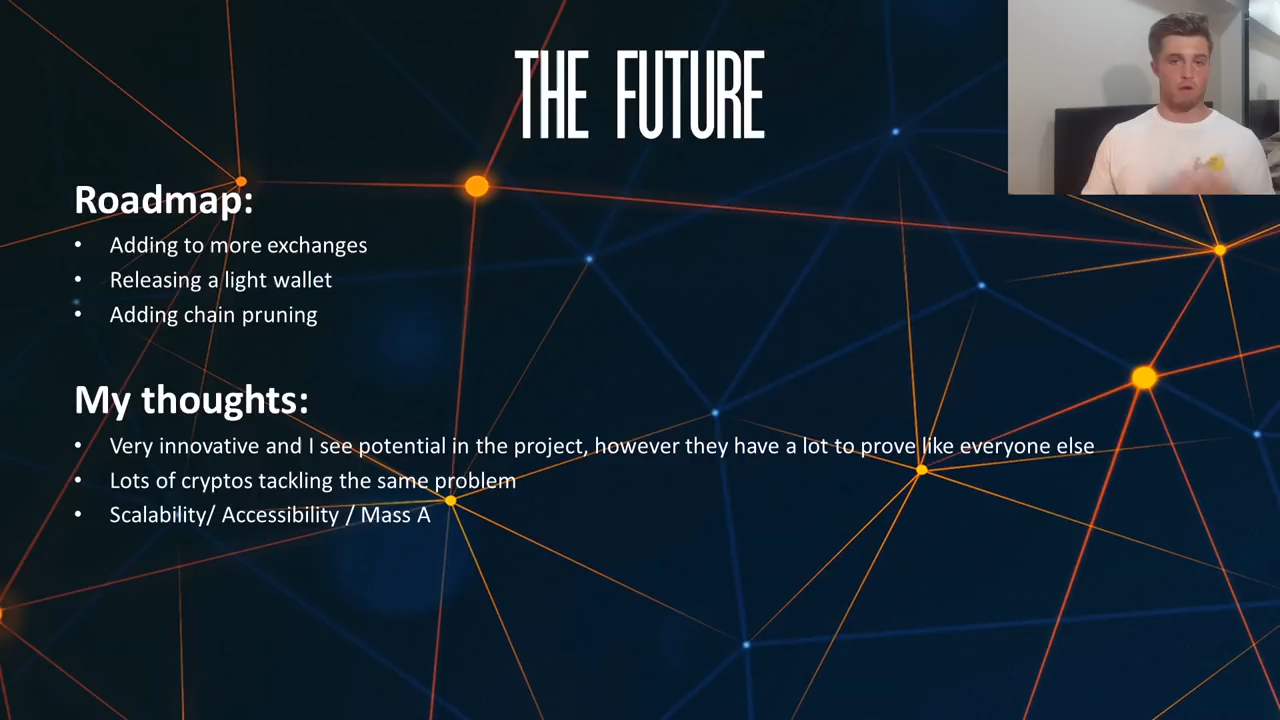 THE FUTURE
Roadmap:
• Adding to more exchanges
• Releasing a light wallet
• Adding chain pruning
My thoughts:
• Very innovative and I see potential in the project, however they have a lot to prove like everyone else
• Lots of cryptos tackling the same problem
• Scalability/ Accessibility / Mass A